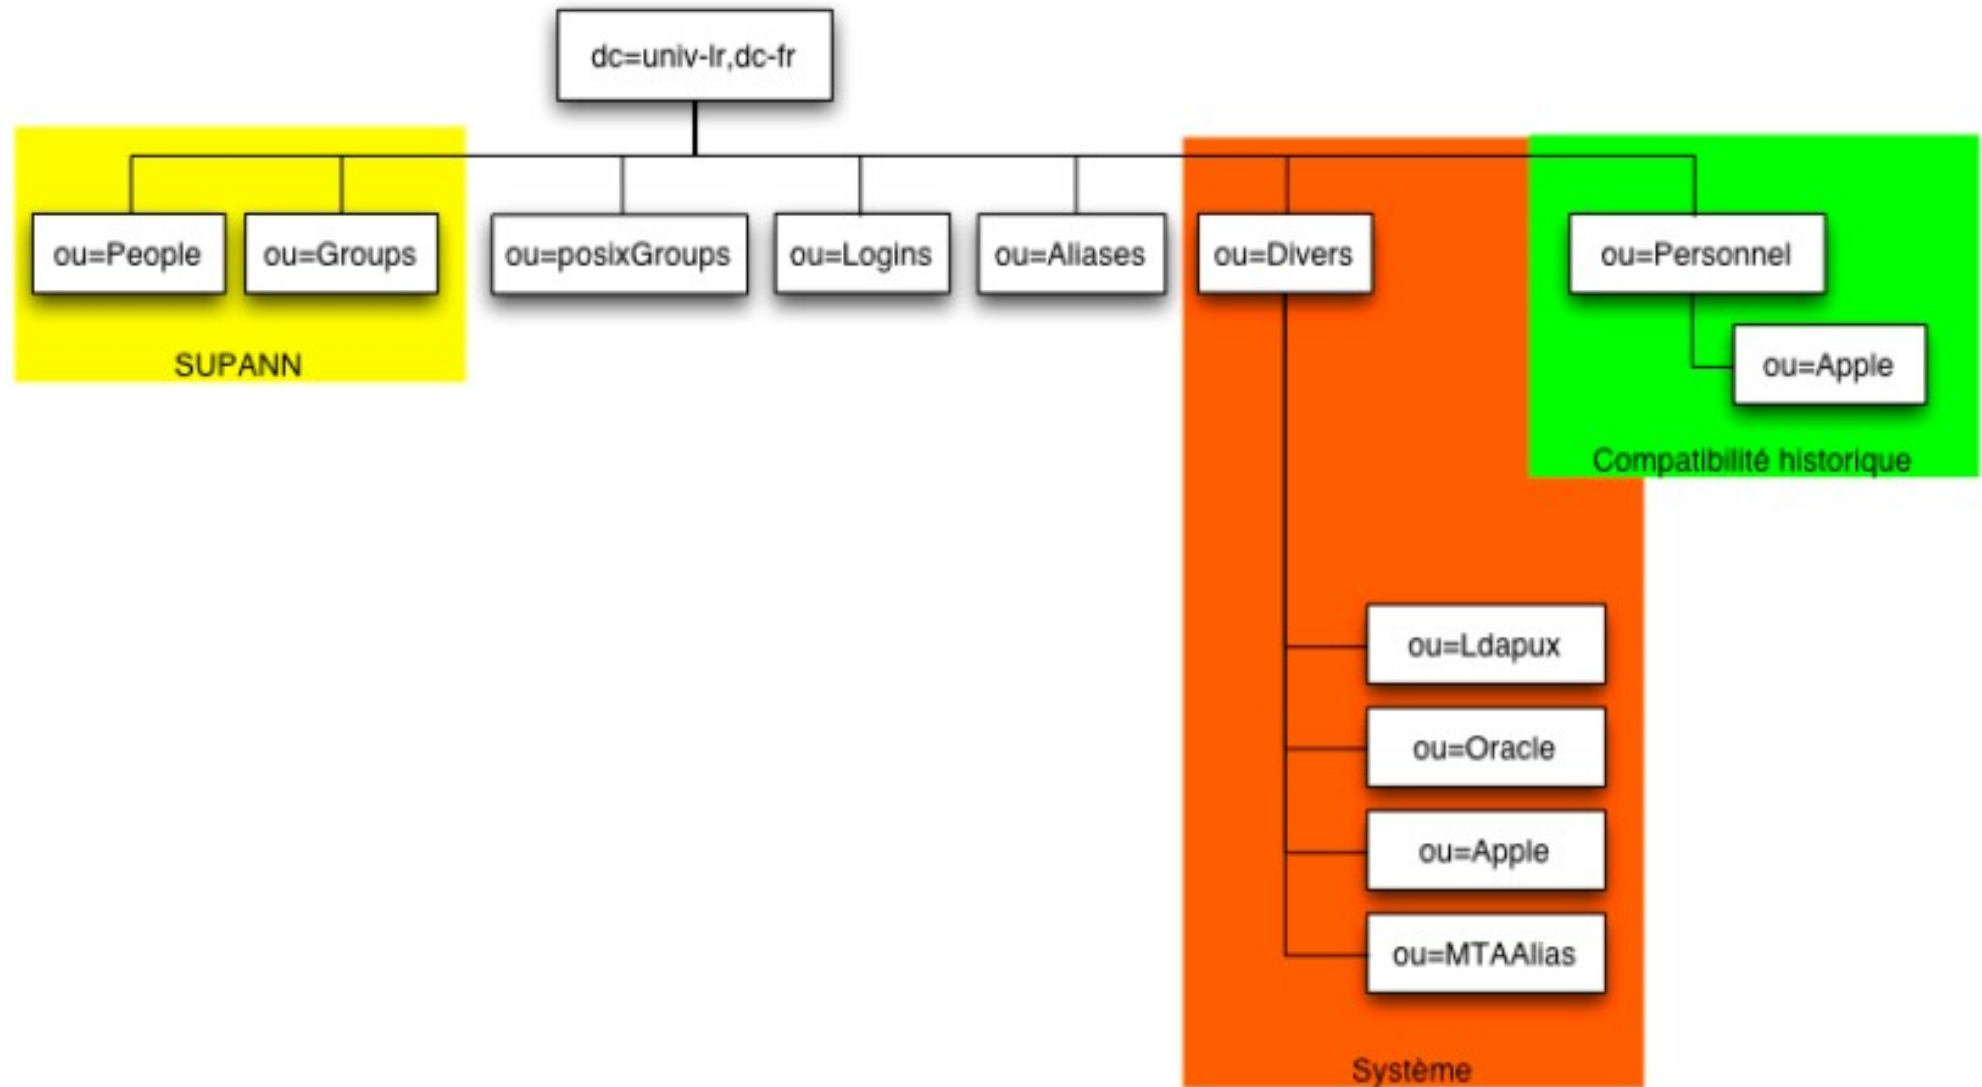 dc=univ-lr,dc-fr
ou=People
ou=Groups
ou=posixGroups
ou=Logins
ou=Aliases
ou=Divers
ou=Personnel
SUPANN
ou=Apple
Compatibilité historique
ou=Ldapux
ou=Oracle
ou=Apple
ou=MTAAlias
Système